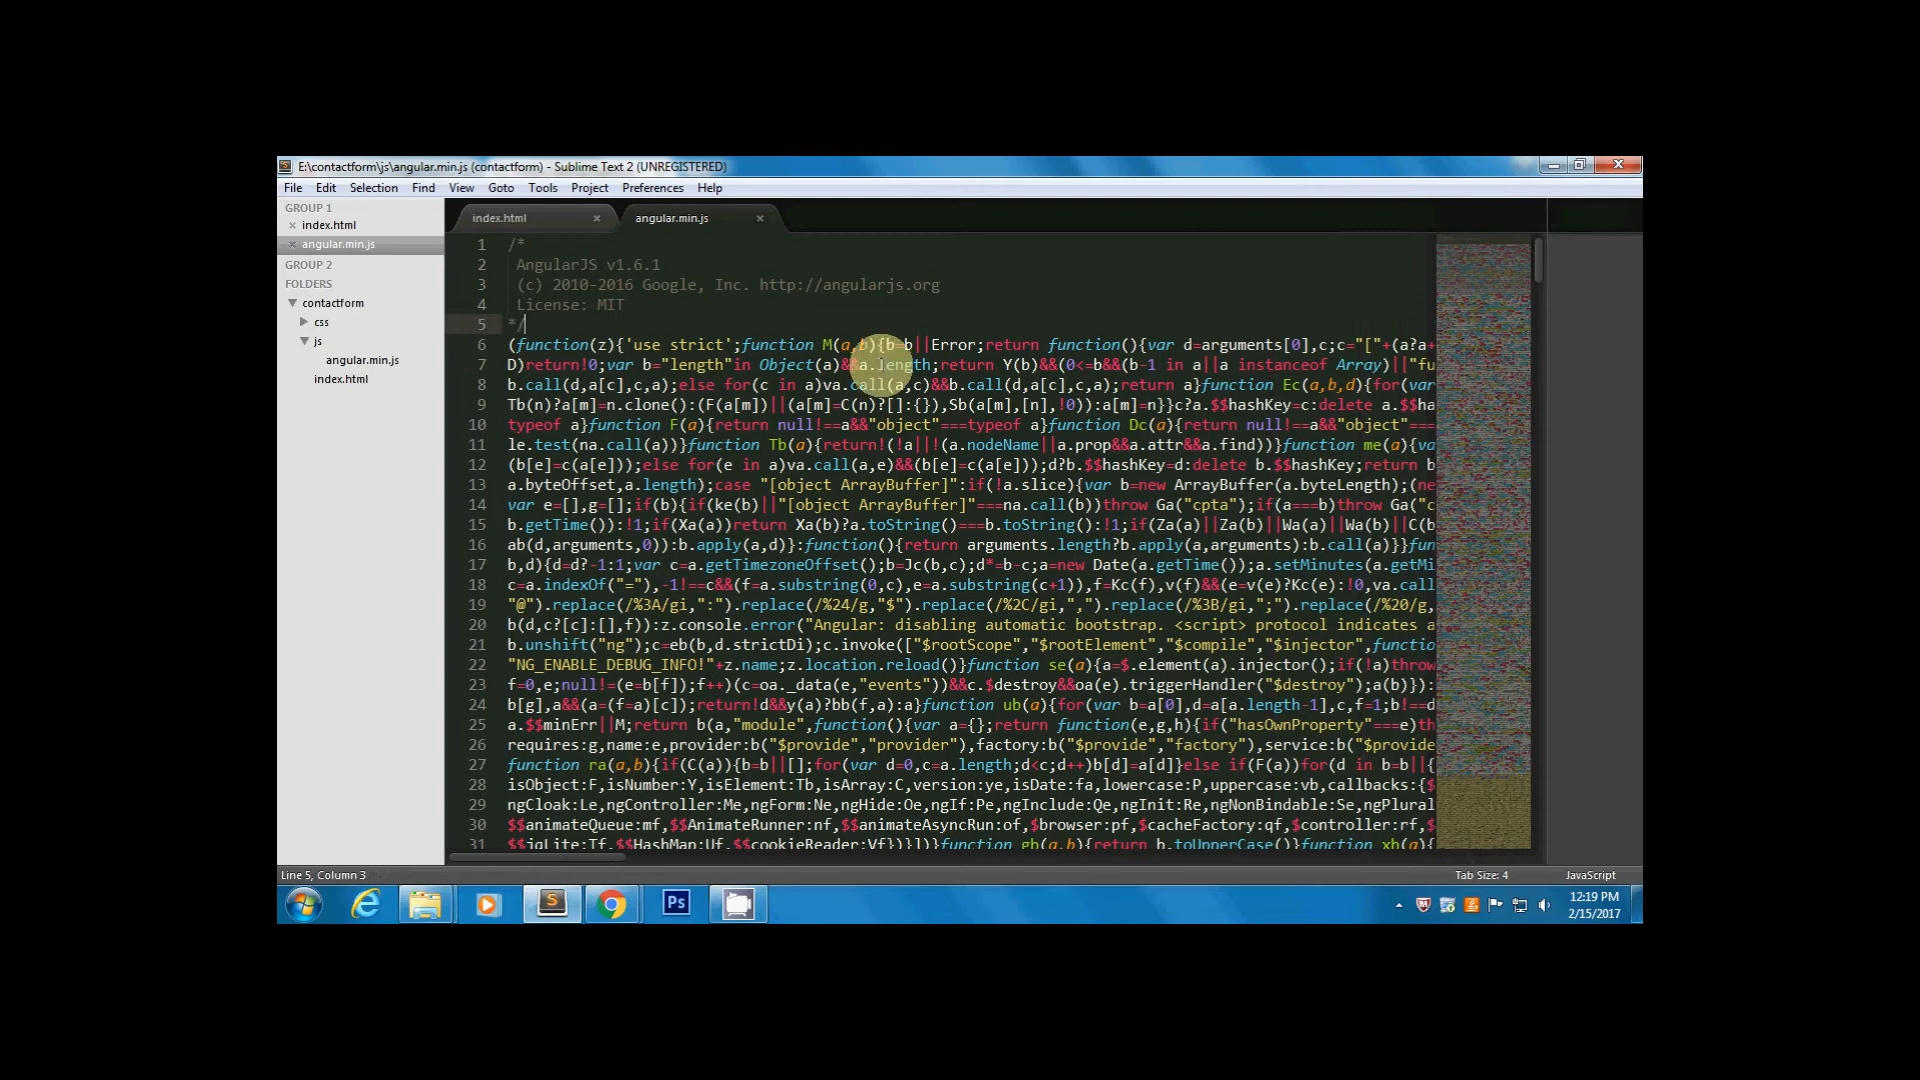 E:\contactform\js\angular.min.js (contactform) - Sublime Text 2 (UNREGISTERED)
File Edit Selection Find View Goto Tools Project Preferences Help
GROUP 1
index.html
angular.min.js
GROUP 2
FOLDERS
contactform
css
js
angular.min.js
index.html
index.html angular.min.js
1 /*
2 AngularJS v1.6.1
3 (c) 2010-2016 Google, Inc. http://angularjs.org
4 License: MIT
5 */
6 (function(z){'use strict';function M(a,b){b=b||Error;return function(){var d=arguments[0],c;c="["+(a?a+
7 D)return!0;var b="length"in Object(a)&&a.length;return Y(b)&&(0<=b&&(b-1 in a||a instanceof Array)||"fu
8 b.call(d,a[c],c,a);else for(c in a)va.call(a,c)&&b.call(d,a[c],c,a);return a}function Ec(a,b,d){for(var
9 Tb(n)?a[m]=n.clone():(F(a[m])||(a[m]=C(n)?[]:{}),Sb(a[m],[n],!0)):a[m]=n}}c?a.$$hashKey=c:delete a.$$ha
10 typeof a}function F(a){return null!==a&&"object"===typeof a}function Dc(a){return null!==a&&"object"==
11 le.test(na.call(a))}function Tb(a){return!(!a||!(a.nodeName||a.prop&&a.attr&&a.find))}function me(a){va
12 (b[e]=c(a[e]));else for(e in a)va.call(a,e)&&(b[e]=c(a[e]));d?b.$$hashKey=d:delete b.$$hashKey;return b
13 a.byteOffset,a.length);case "[object ArrayBuffer]":if(!a.slice){var b=new ArrayBuffer(a.byteLength);(ne
14 var e=[],g=[];if(b){if(ke(b)||"[object ArrayBuffer]"===na.call(b))throw Ga("cpta");if(a===b)throw Ga("c
15 b.getTime()):!1;if(Xa(a))return Xa(b)?a.toString()===b.toString():!1;if(Za(a)||Za(b)||Wa(a)||Wa(b)||C(b
16 ab(d,arguments,0)):b.apply(a,d)}:function(){return arguments.length?b.apply(a,arguments):b.call(a)}}fun
17 b,d){d=d?-1:1;var c=a.getTimezoneOffset();b=Jc(b,c);d*=b-c;a=new Date(a.getTime());a.setMinutes(a.getMi
18 c=a.indexOf("="),-1!==c&&(f=a.substring(0,c),e=a.substring(c+1)),f=Kc(f),v(f)&&(e=v(e)?Kc(e):!0,va.call
19 "@").replace(/%3A/gi,":").replace(/%24/g,"$").replace(/%2C/gi,",").replace(/%3B/gi,";").replace(/%20/g,
20 b(d,c?[c]:[],f)):z.console.error("Angular: disabling automatic bootstrap. <script> protocol indicates a
21 b.unshift("ng");c=eb(b,d.strictDi);c.invoke(["$rootScope","$rootElement","$compile","$injector",functio
22 "NG_ENABLE_DEBUG_INFO!"+z.name;z.location.reload()}function se(a){a=$.element(a).injector();if(!a)throw
23 f=0,e;null!=(e=b[f]);f++)(c=oa._data(e,"events"))&&c.$destroy&&oa(e).triggerHandler("$destroy");a(b)}):
24 b[g],a&&(a=(f=a)[c]);return!d&&y(a)?bb(f,a):a}function ub(a){for(var b=a[0],d=a[a.length-1],c,f=1;b!==d
25 a.$$minErr||M;return b(a,"module",function(){var a={};return function(e,g,h){if("hasOwnProperty"===e)th
26 requires:g,name:e,provider:b("$provide","provider"),factory:b("$provide","factory"),service:b("$provide
27 function ra(a,b){if(C(a)){b=b||[];for(var d=0,c=a.length;d<c;d++)b[d]=a[d]}else if(F(a))for(d in b=b||{
28 isObject:F,isNumber:Y,isElement:Tb,isArray:C,version:ye,isDate:fa,lowercase:P,uppercase:vb,callbacks:{$
29 ngCloak:Le,ngController:Me,ngForm:Ne,ngHide:Oe,ngIf:Pe,ngInclude:Qe,ngInit:Re,ngNonBindable:Se,ngPlural
30 $$animateQueue:mf,$$AnimateRunner:nf,$$animateAsyncRun:of,$browser:pf,$cacheFactory:qf,$controller:rf,$
31 $$jqLite:Tf,$$HashMap:Uf,$$cookieReader:Vf})}])}function gb(a,b){return b.toUpperCase()}function xb(a){
Line 5, Column 3 Tab Size: 4 JavaScript
Ps
12:19 PM
2/15/2017